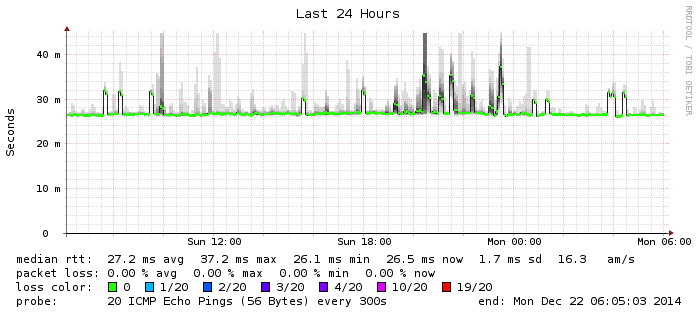 Last 24 Hours
RRDTOOL / TOBI OETIKER
Seconds
40 m
30 m
20 m
10 m
0
Sun 12:00 Sun 18:00 Mon 00:00 Mon 06:00
median rtt: 27.2 ms avg 37.2 ms max 26.1 ms min 26.5 ms now 1.7 ms sd 16.3 am/s
packet loss: 0.00 % avg 0.00 % max 0.00 % min 0.00 % now
loss color: 0 1/20 2/20 3/20 4/20 10/20 19/20
probe: 20 ICMP Echo Pings (56 Bytes) every 300s end: Mon Dec 22 06:05:03 2014